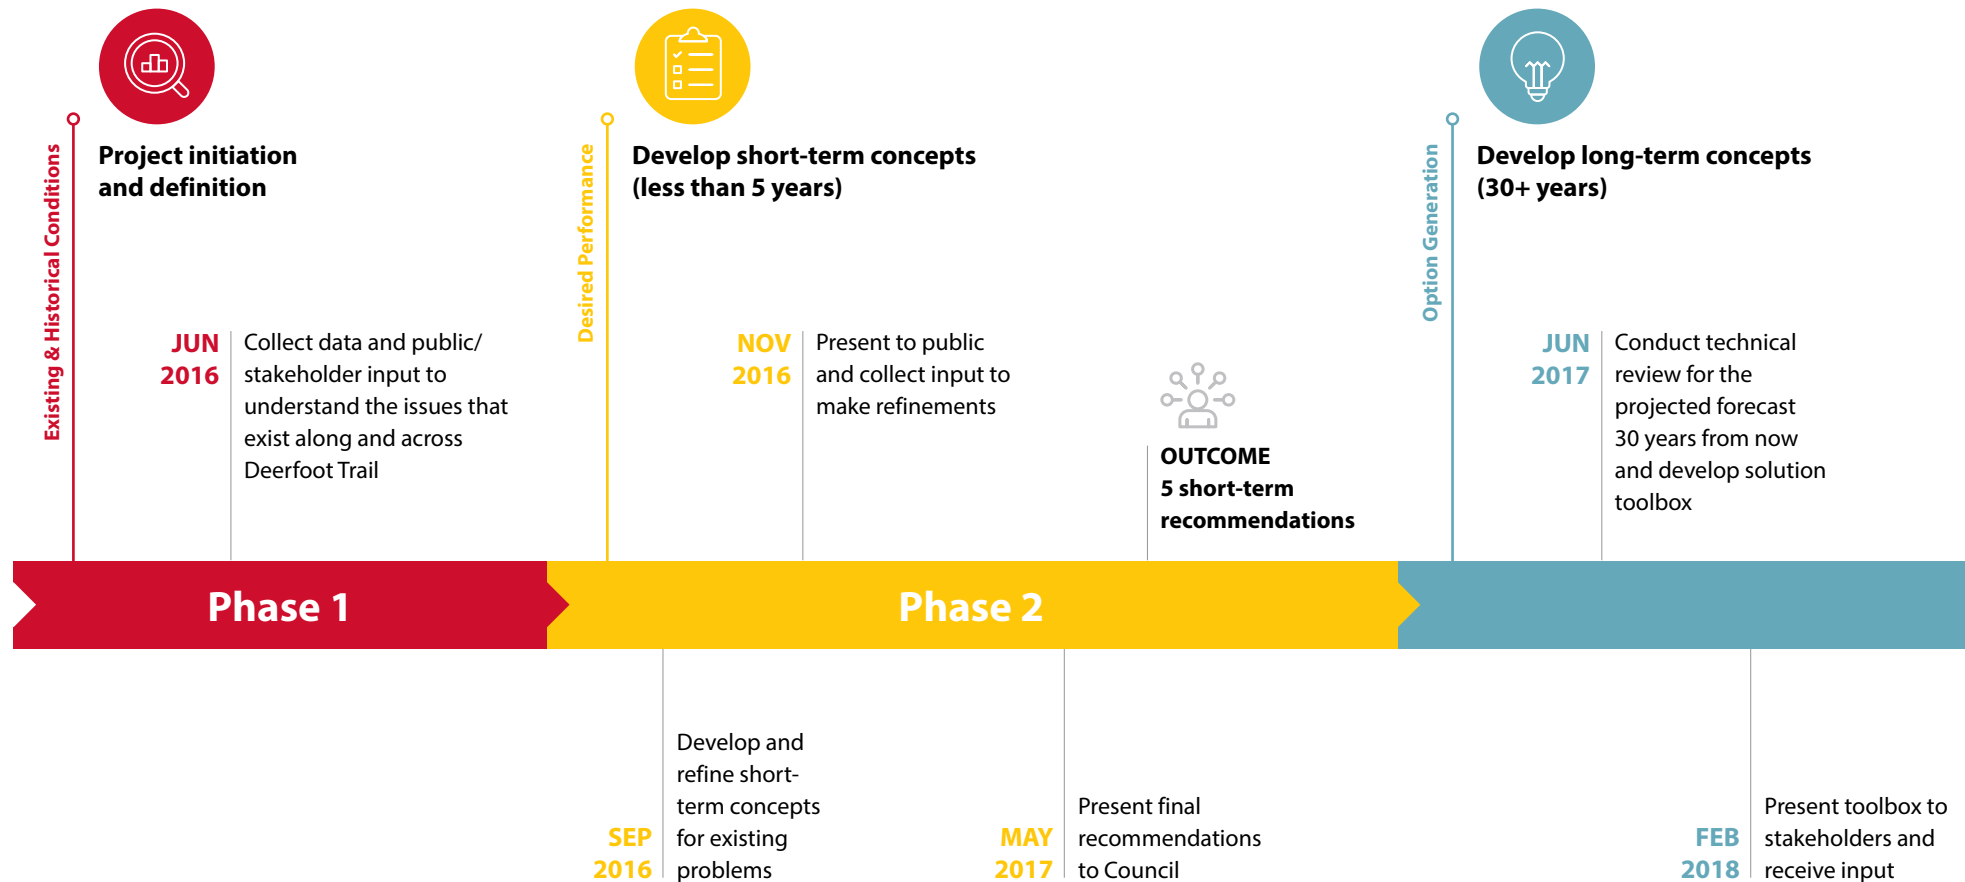 Existing & Historical Conditions
Project initiation
and definition
JUN
2016
Collect data and public/
stakeholder input to
understand the issues that
exist along and across
Deerfoot Trail
Desired Performance
Develop short-term concepts
(less than 5 years)
NOV
2016
Present to public
and collect input to
make refinements
OUTCOME
5 short-term
recommendations
Option Generation
Develop long-term concepts
(30+ years)
JUN
2017
Conduct technical
review for the
projected forecast
30 years from now
and develop solution
toolbox
Phase 1
Phase 2
SEP
2016
Develop and
refine short-
term concepts
for existing
problems
MAY
2017
Present final
recommendations
to Council
FEB
2018
Present toolbox to
stakeholders and
receive input